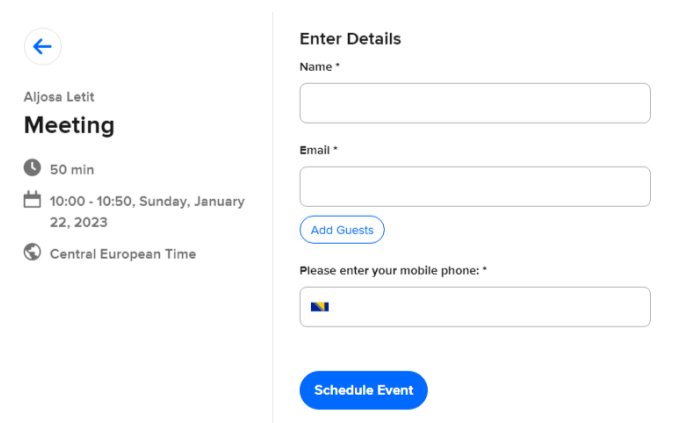 Aljosa Letit
Meeting
50 min
10:00 - 10:50, Sunday, January
22, 2023
Central European Time
Enter Details
Name *
Email *
Add Guests
Please enter your mobile phone: *
Schedule Event